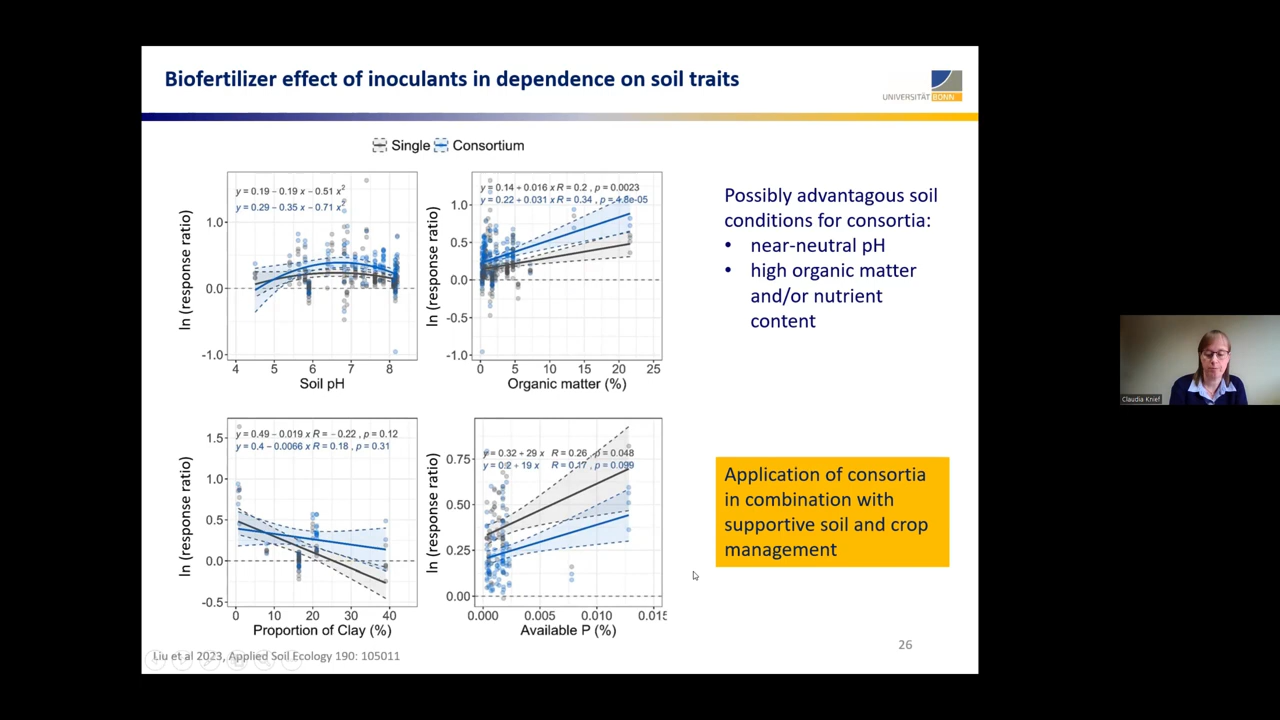 Biofertilizer effect of inoculants in dependence on soil traits
UNIVERSITÄT BONN
Single Consortium
y = 0.19 − 0.19 x − 0.51 x²
y = 0.29 − 0.35 x − 0.71 x²
ln (response ratio)
1.0
0.0
-1.0
4 5 6 7 8
Soil pH
y = 0.14 + 0.016 x R = 0.2 , p = 0.0023
y = 0.22 + 0.031 x R = 0.34 , p = 4.8e-05
ln (response ratio)
1.0
0.5
0.0
-0.5
-1.0
0 5 10 15 20 25
Organic matter (%)
Possibly advantagous soil
conditions for consortia:
• near-neutral pH
• high organic matter
and/or nutrient
content
Claudia Knief
y = 0.49 − 0.019 x R = − 0.22 , p = 0.12
y = 0.4 − 0.0066 x R = 0.18 , p = 0.31
ln (response ratio)
1.5
1.0
0.5
0.0
-0.5
0 10 20 30 40
Proportion of Clay (%)
y = 0.32 + 29 x R = 0.26 , p = 0.048
y = 0.2 + 19 x R = 0.17 , p = 0.099
ln (response ratio)
0.75
0.50
0.25
0.00
0.000 0.005 0.010 0.015
Available P (%)
Application of consortia
in combination with
supportive soil and crop
management
Liu et al 2023, Applied Soil Ecology 190: 105011
26